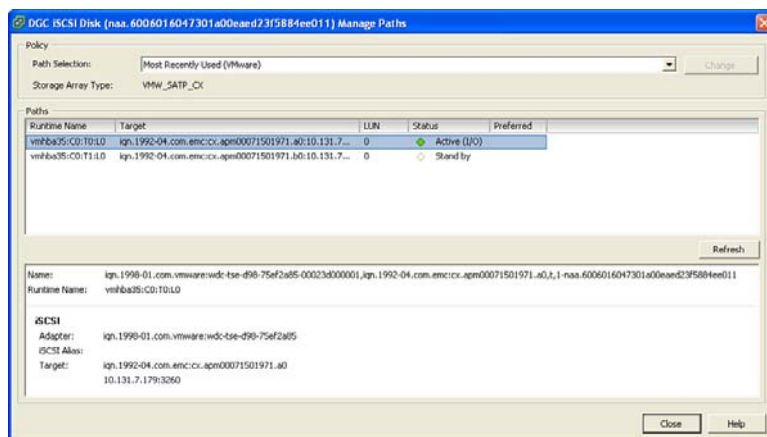 DGC iSCSI Disk (naa.6006016047301a00eaed23f5884ee011) Manage Paths
Policy
Path Selection: Most Recently Used (VMware) Change
Storage Array Type: VMW_SATP_CX
Paths
Runtime Name Target LUN Status Preferred
vmhba35:C0:T0:L0 iqn.1992-04.com.emc:cx.apm00071501971.a0:10.131.7... 0 Active (I/O)
vmhba35:C0:T1:L0 iqn.1992-04.com.emc:cx.apm00071501971.b0:10.131.7... 0 Stand by
Refresh
Name: iqn.1998-01.com.vmware:wdc-tse-d98-75ef2a85-00023d000001,iqn.1992-04.com.emc:cx.apm00071501971.a0,t,1-naa.6006016047301a00eaed23f5884ee011
Runtime Name: vmhba35:C0:T0:L0
iSCSI
Adapter: iqn.1998-01.com.vmware:wdc-tse-d98-75ef2a85
iSCSI Alias:
Target: iqn.1992-04.com.emc:cx.apm00071501971.a0
10.131.7.179:3260
Close Help